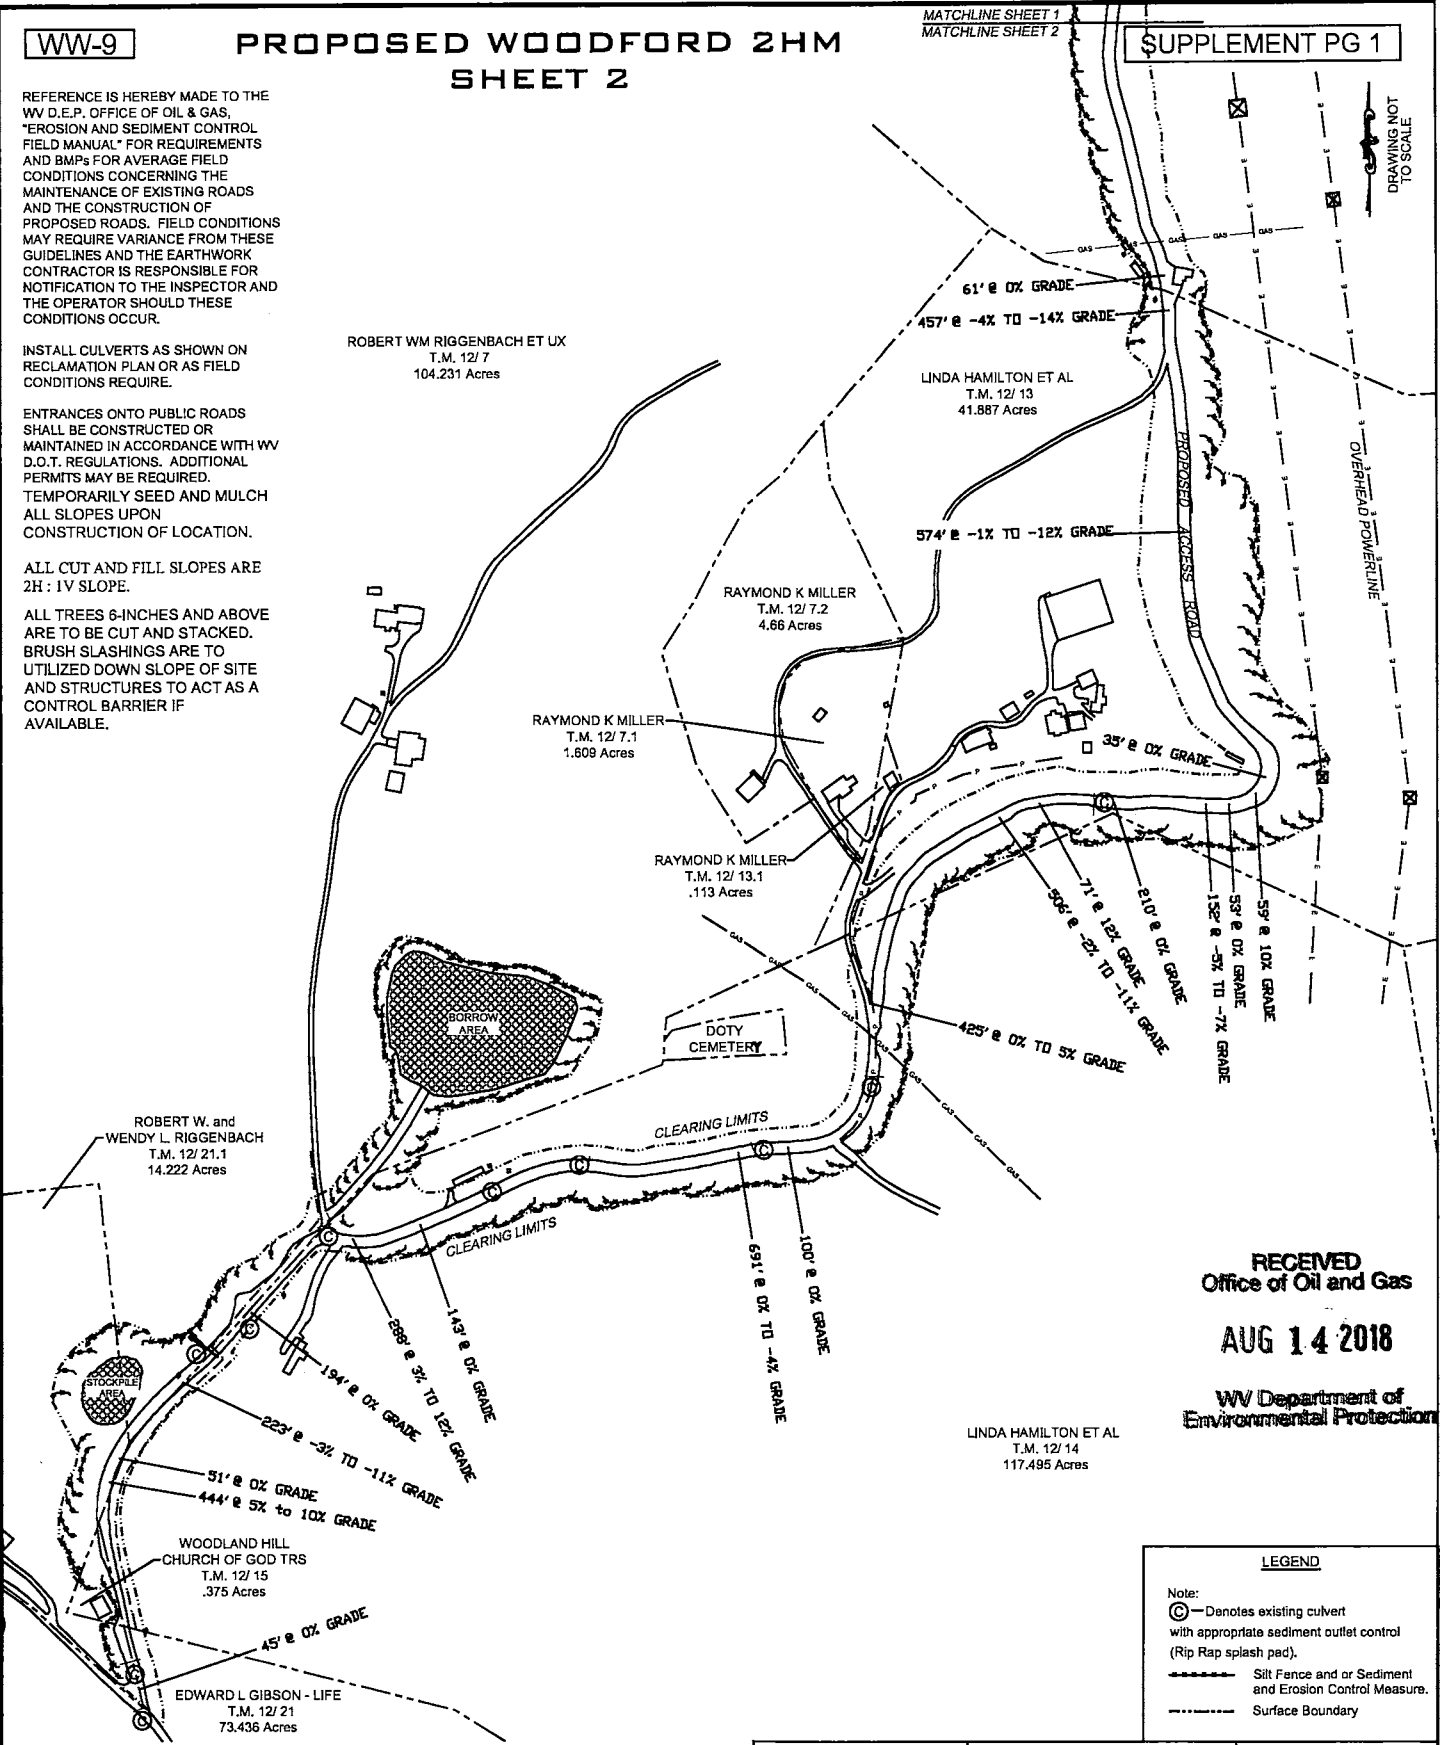 MATCHLINE SHEET 1
MATCHLINE SHEET 2
WW-9
PROPOSED WOODFORD 2HM
SHEET 2
SUPPLEMENT PG 1
DRAWING NOT
TO SCALE
REFERENCE IS HEREBY MADE TO THE
WV D.E.P. OFFICE OF OIL & GAS,
"EROSION AND SEDIMENT CONTROL
FIELD MANUAL" FOR REQUIREMENTS
AND BMPs FOR AVERAGE FIELD
CONDITIONS CONCERNING THE
MAINTENANCE OF EXISTING ROADS
AND THE CONSTRUCTION OF
PROPOSED ROADS. FIELD CONDITIONS
MAY REQUIRE VARIANCE FROM THESE
GUIDELINES AND THE EARTHWORK
CONTRACTOR IS RESPONSIBLE FOR
NOTIFICATION TO THE INSPECTOR AND
THE OPERATOR SHOULD THESE
CONDITIONS OCCUR.
INSTALL CULVERTS AS SHOWN ON
RECLAMATION PLAN OR AS FIELD
CONDITIONS REQUIRE.
ENTRANCES ONTO PUBLIC ROADS
SHALL BE CONSTRUCTED OR
MAINTAINED IN ACCORDANCE WITH WV
D.O.T. REGULATIONS. ADDITIONAL
PERMITS MAY BE REQUIRED.
TEMPORARILY SEED AND MULCH
ALL SLOPES UPON
CONSTRUCTION OF LOCATION.
ALL CUT AND FILL SLOPES ARE
2H : 1V SLOPE.
ALL TREES 6-INCHES AND ABOVE
ARE TO BE CUT AND STACKED.
BRUSH SLASHINGS ARE TO
UTILIZED DOWN SLOPE OF SITE
AND STRUCTURES TO ACT AS A
CONTROL BARRIER IF
AVAILABLE.
GAS GAS GAS GAS GAS
61' @ 0% GRADE
457' @ -4% TO -14% GRADE
ROBERT WM RIGGENBACH ET UX
T.M. 12/ 7
104.231 Acres
LINDA HAMILTON ET AL
T.M. 12/ 13
41.887 Acres
PROPOSED ACCESS ROAD
OVERHEAD POWERLINE
574' @ -1% TO -12% GRADE
RAYMOND K MILLER
T.M. 12/ 7.2
4.66 Acres
RAYMOND K MILLER
T.M. 12/ 7.1
1.609 Acres
35' @ 0% GRADE
RAYMOND K MILLER
T.M. 12/ 13.1
.113 Acres
506' @ -2% TO -11% GRADE
71' @ 12% GRADE
210' @ 0% GRADE
152' @ -5% TO -7% GRADE
53' @ 0% GRADE
59' @ 10% GRADE
GAS GAS GAS GAS GAS GAS GAS
BORROW
AREA
DOTY
CEMETERY
425' @ 0% TO 5% GRADE
CLEARING LIMITS
ROBERT W. and
WENDY L. RIGGENBACH
T.M. 12/ 21.1
14.222 Acres
CLEARING LIMITS
691' @ 0% TO -4% GRADE
100' @ 0% GRADE
143' @ 0% GRADE
288' @ 3% TO 12% GRADE
194' @ 0% GRADE
223' @ -3% TO -11% GRADE
STOCKPILE
AREA
51' @ 0% GRADE
444' @ 5% to 10% GRADE
RECEIVED
Office of Oil and Gas
AUG 14 2018
WV Department of
Environmental Protection
LINDA HAMILTON ET AL
T.M. 12/ 14
117.495 Acres
WOODLAND HILL
CHURCH OF GOD TRS
T.M. 12/ 15
.375 Acres
45' @ 0% GRADE
EDWARD L GIBSON - LIFE
T.M. 12/ 21
73.436 Acres
LEGEND
Note:
C Denotes existing culvert
with appropriate sediment outlet control
(Rip Rap splash pad).
Silt Fence and or Sediment
and Erosion Control Measure.
Surface Boundary